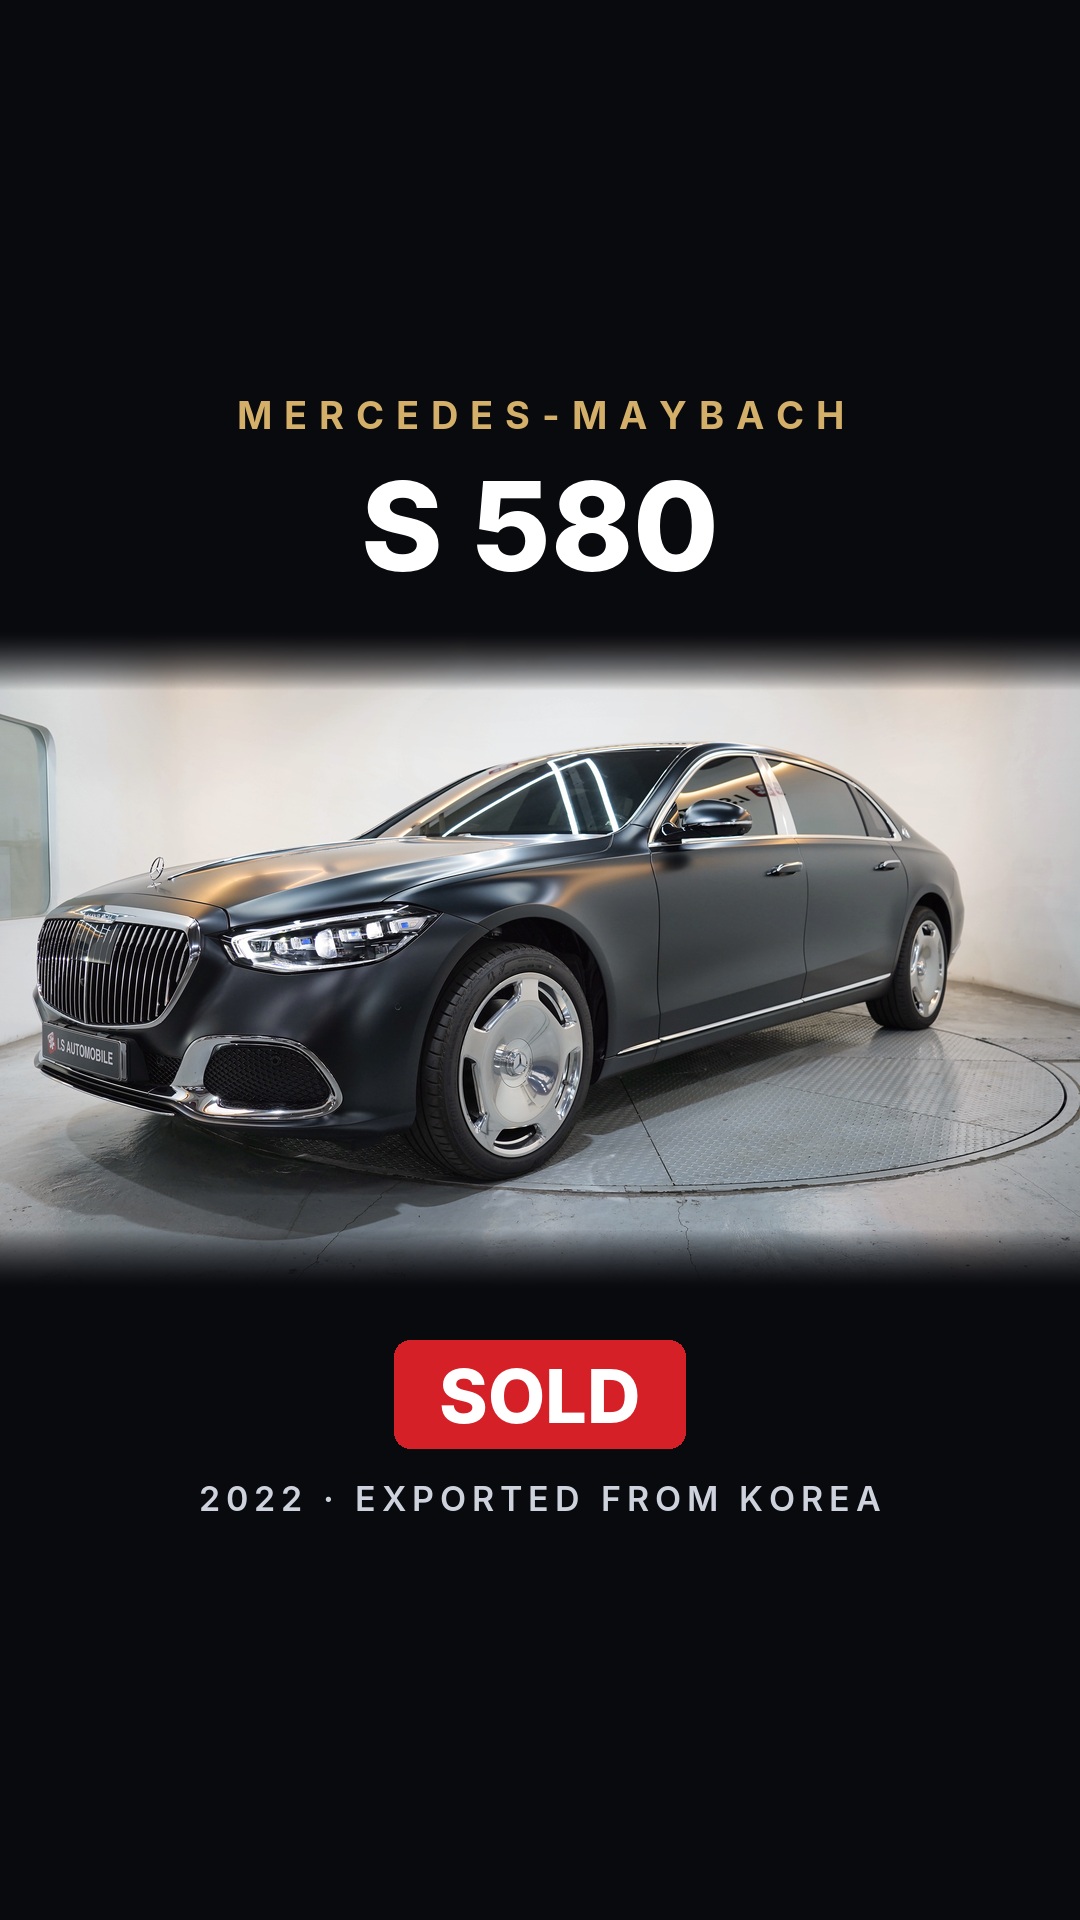 MERCEDES-MAYBACH
S 580
I.S AUTOMOBILE
SOLD
2022 · EXPORTED FROM KOREA